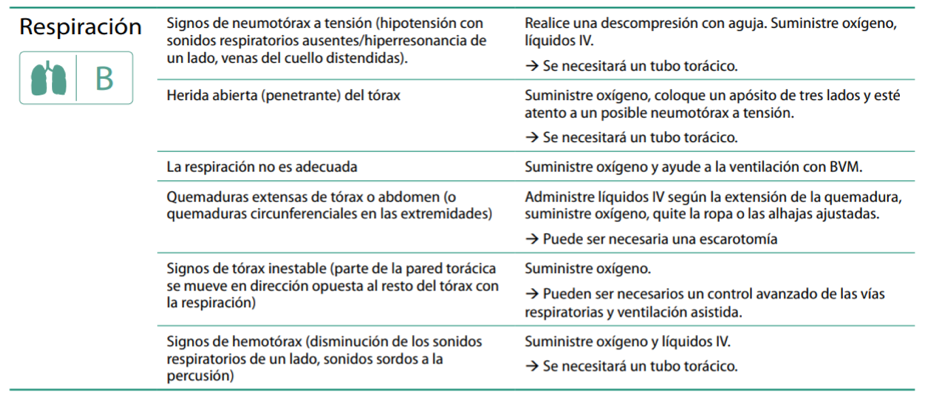 Respiración
B
Signos de neumotórax a tensión (hipotensión con
sonidos respiratorios ausentes/hiperresonancia de
un lado, venas del cuello distendidas).
Realice una descompresión con aguja. Suministre oxígeno,
líquidos IV.
→ Se necesitará un tubo torácico.
Herida abierta (penetrante) del tórax
Suministre oxígeno, coloque un apósito de tres lados y esté
atento a un posible neumotórax a tensión.
→ Se necesitará un tubo torácico.
La respiración no es adecuada
Suministre oxígeno y ayude a la ventilación con BVM.
Quemaduras extensas de tórax o abdomen (o
quemaduras circunferenciales en las extremidades)
Administre líquidos IV según la extensión de la quemadura,
suministre oxígeno, quite la ropa o las alhajas ajustadas.
→ Puede ser necesaria una escarotomía
Signos de tórax inestable (parte de la pared torácica
se mueve en dirección opuesta al resto del tórax con
la respiración)
Suministre oxígeno.
→ Pueden ser necesarios un control avanzado de las vías
respiratorias y ventilación asistida.
Signos de hemotórax (disminución de los sonidos
respiratorios de un lado, sonidos sordos a la
percusión)
Suministre oxígeno y líquidos IV.
→ Se necesitará un tubo torácico.